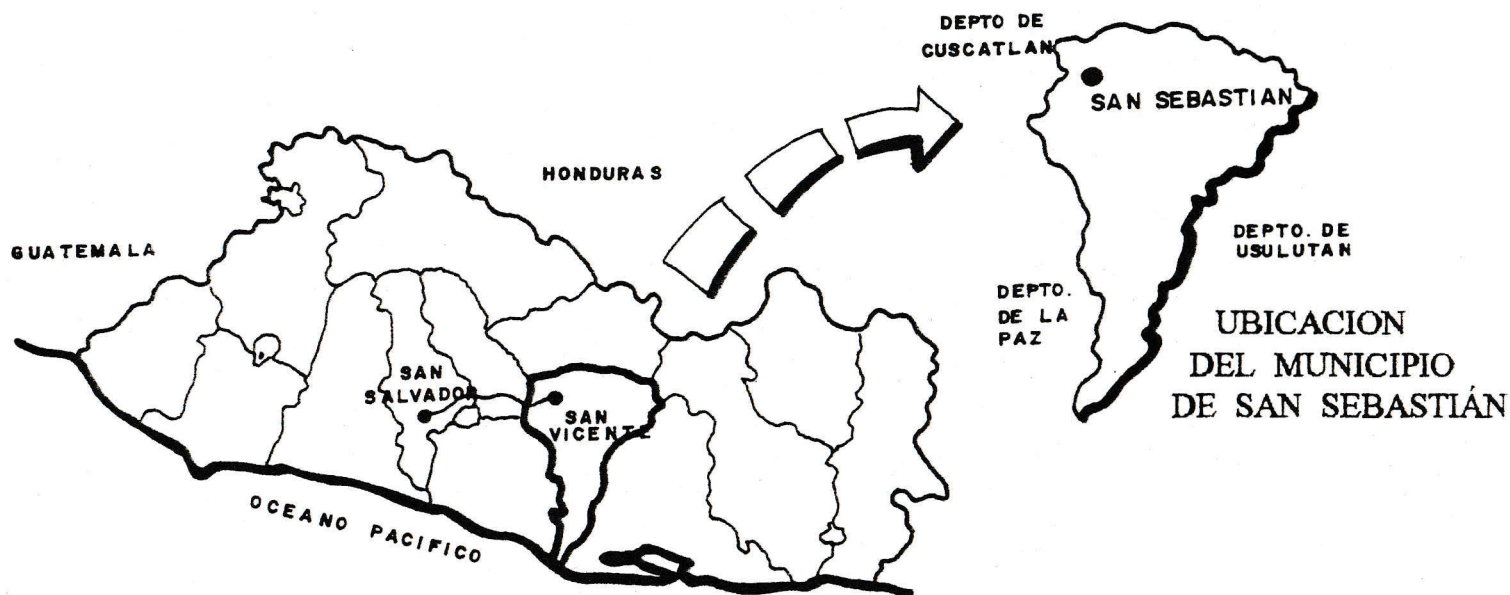 DEPTO DE
CUSCATLAN
SAN SEBASTIAN
HONDURAS
GUATEMALA
DEPTO. DE
USULUTAN
DEPTO.
DE LA
PAZ
UBICACION
DEL MUNICIPIO
DE SAN SEBASTIÁN
SAN
SALVADOR
SAN
VICENTE
OCEANO PACIFICO